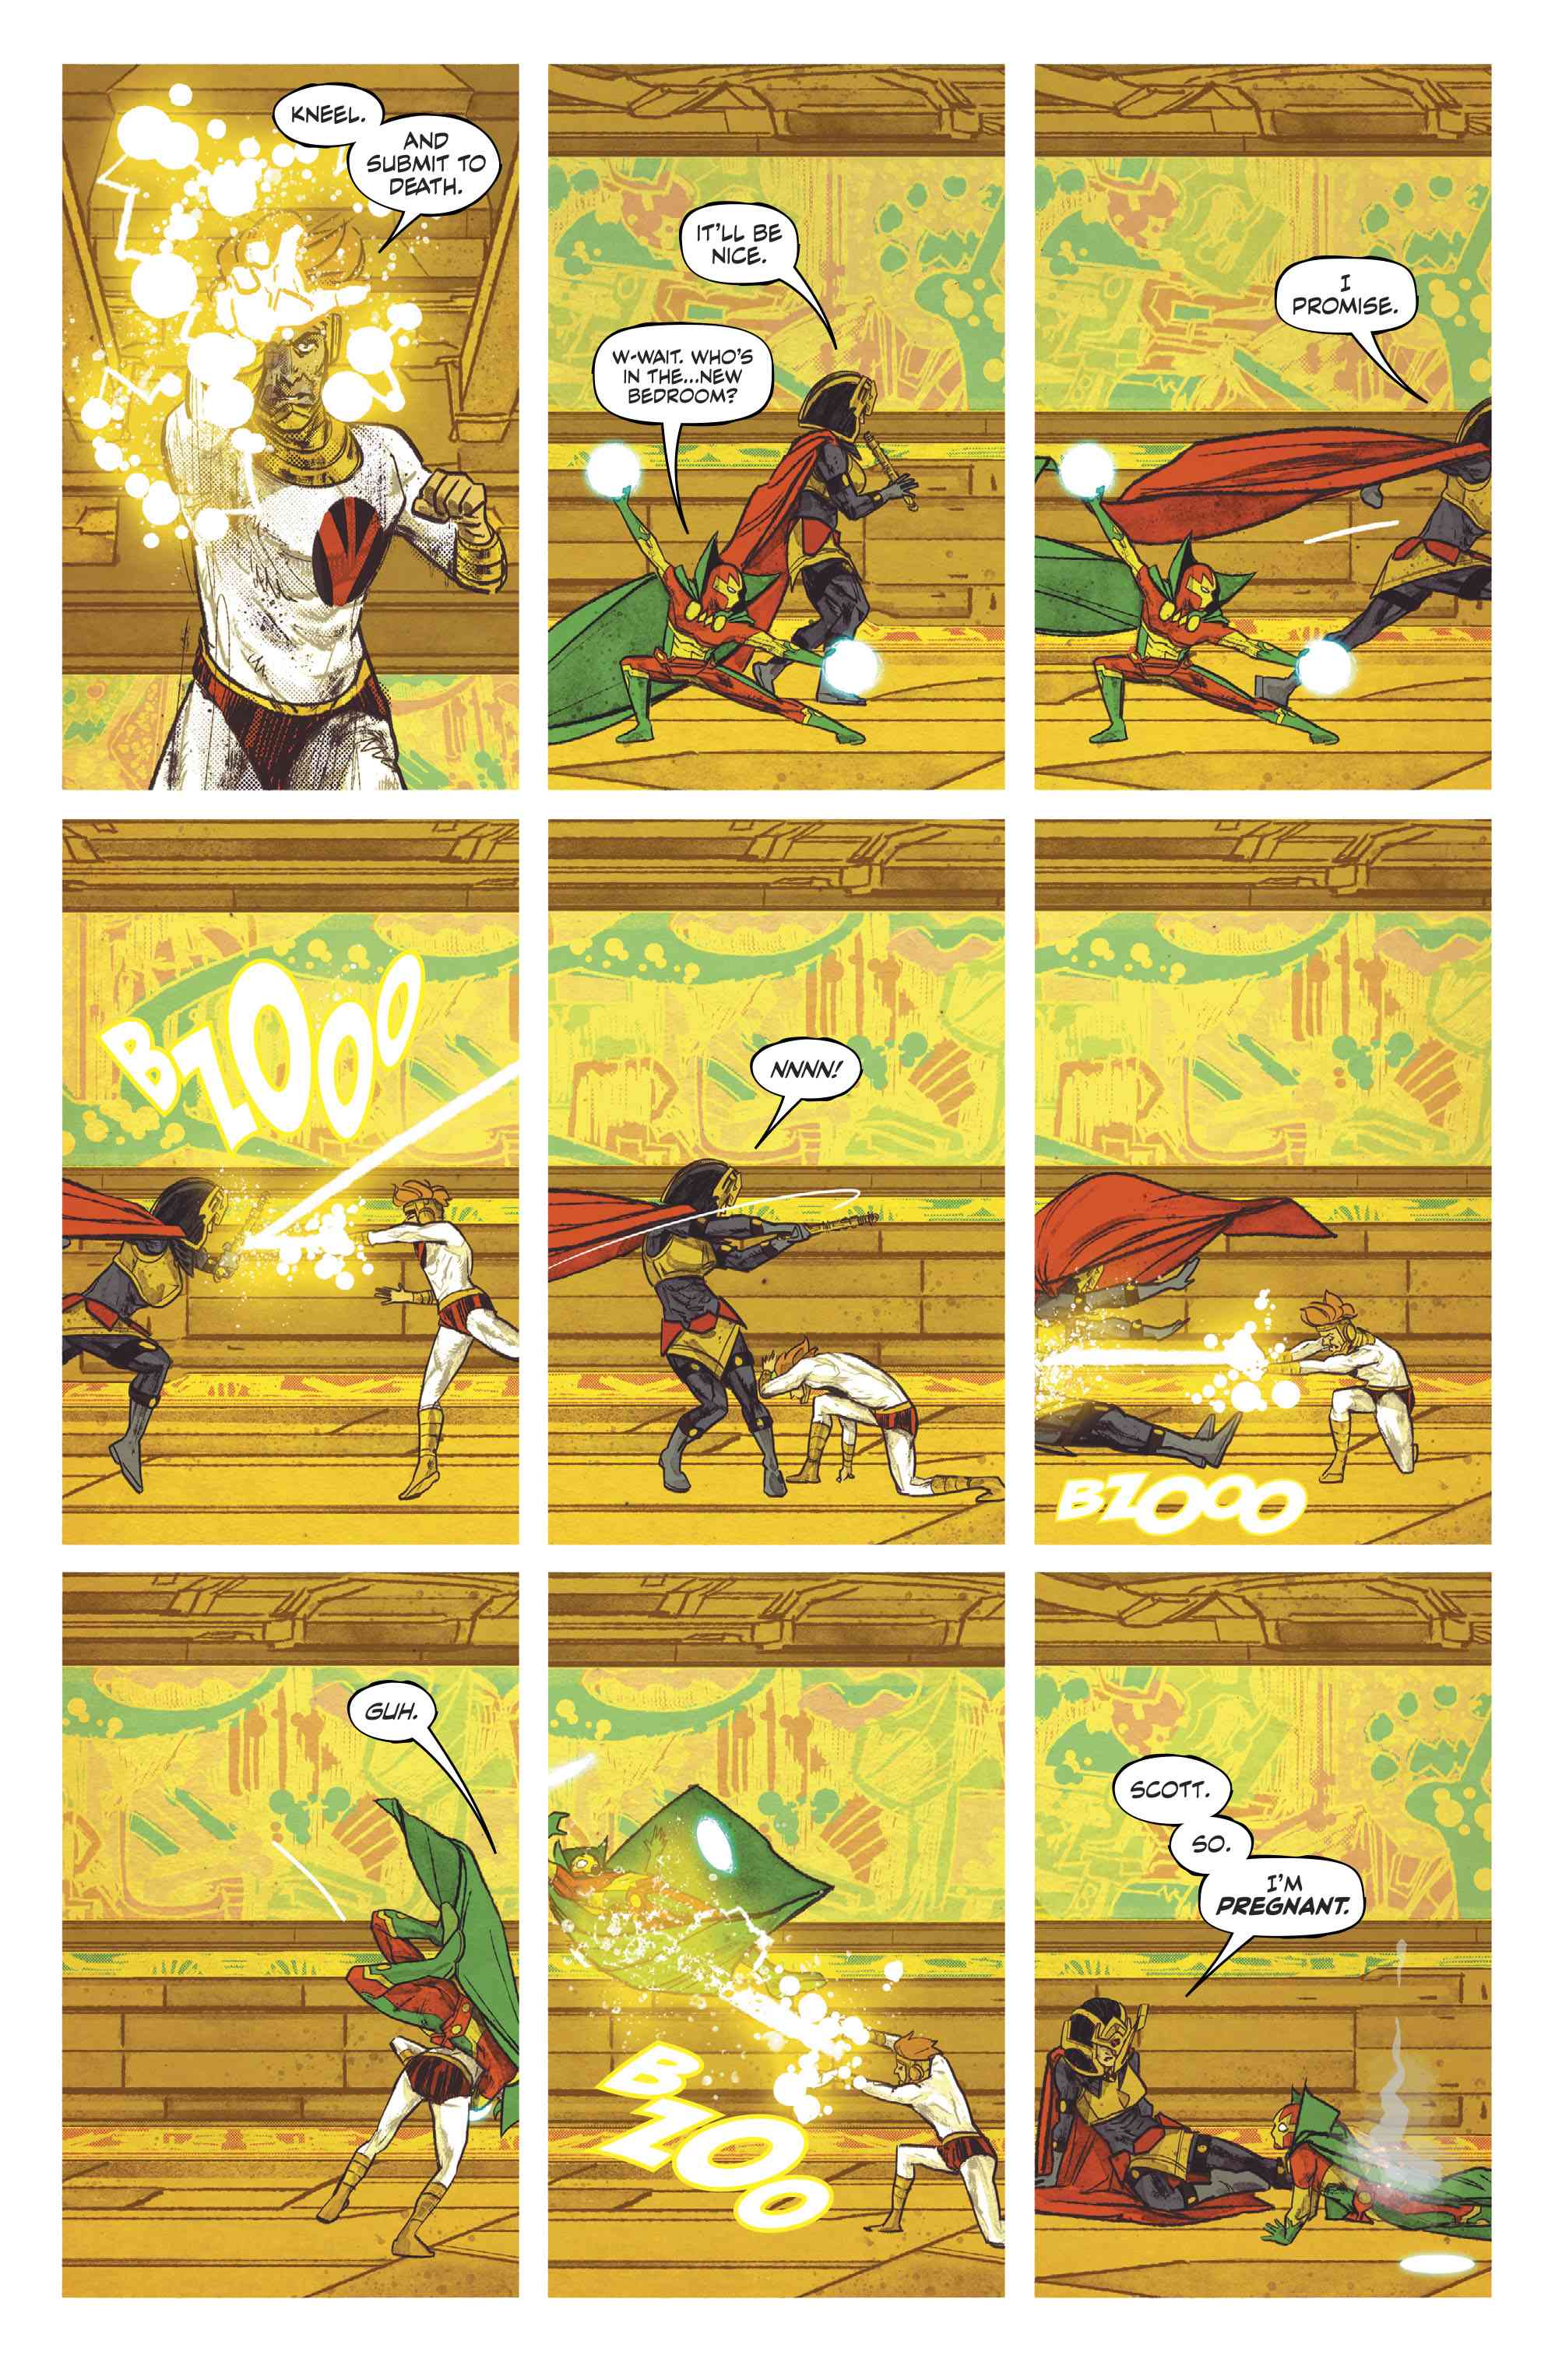 KNEEL.
AND
SUBMIT TO
DEATH.
IT'LL BE
NICE.
W-WAIT. WHO'S
IN THE...NEW
BEDROOM?
I
PROMISE.
BZOOO
NNNN!
BZOOO
GUH.
BZOO
SCOTT.
SO.
I'M
PREGNANT.